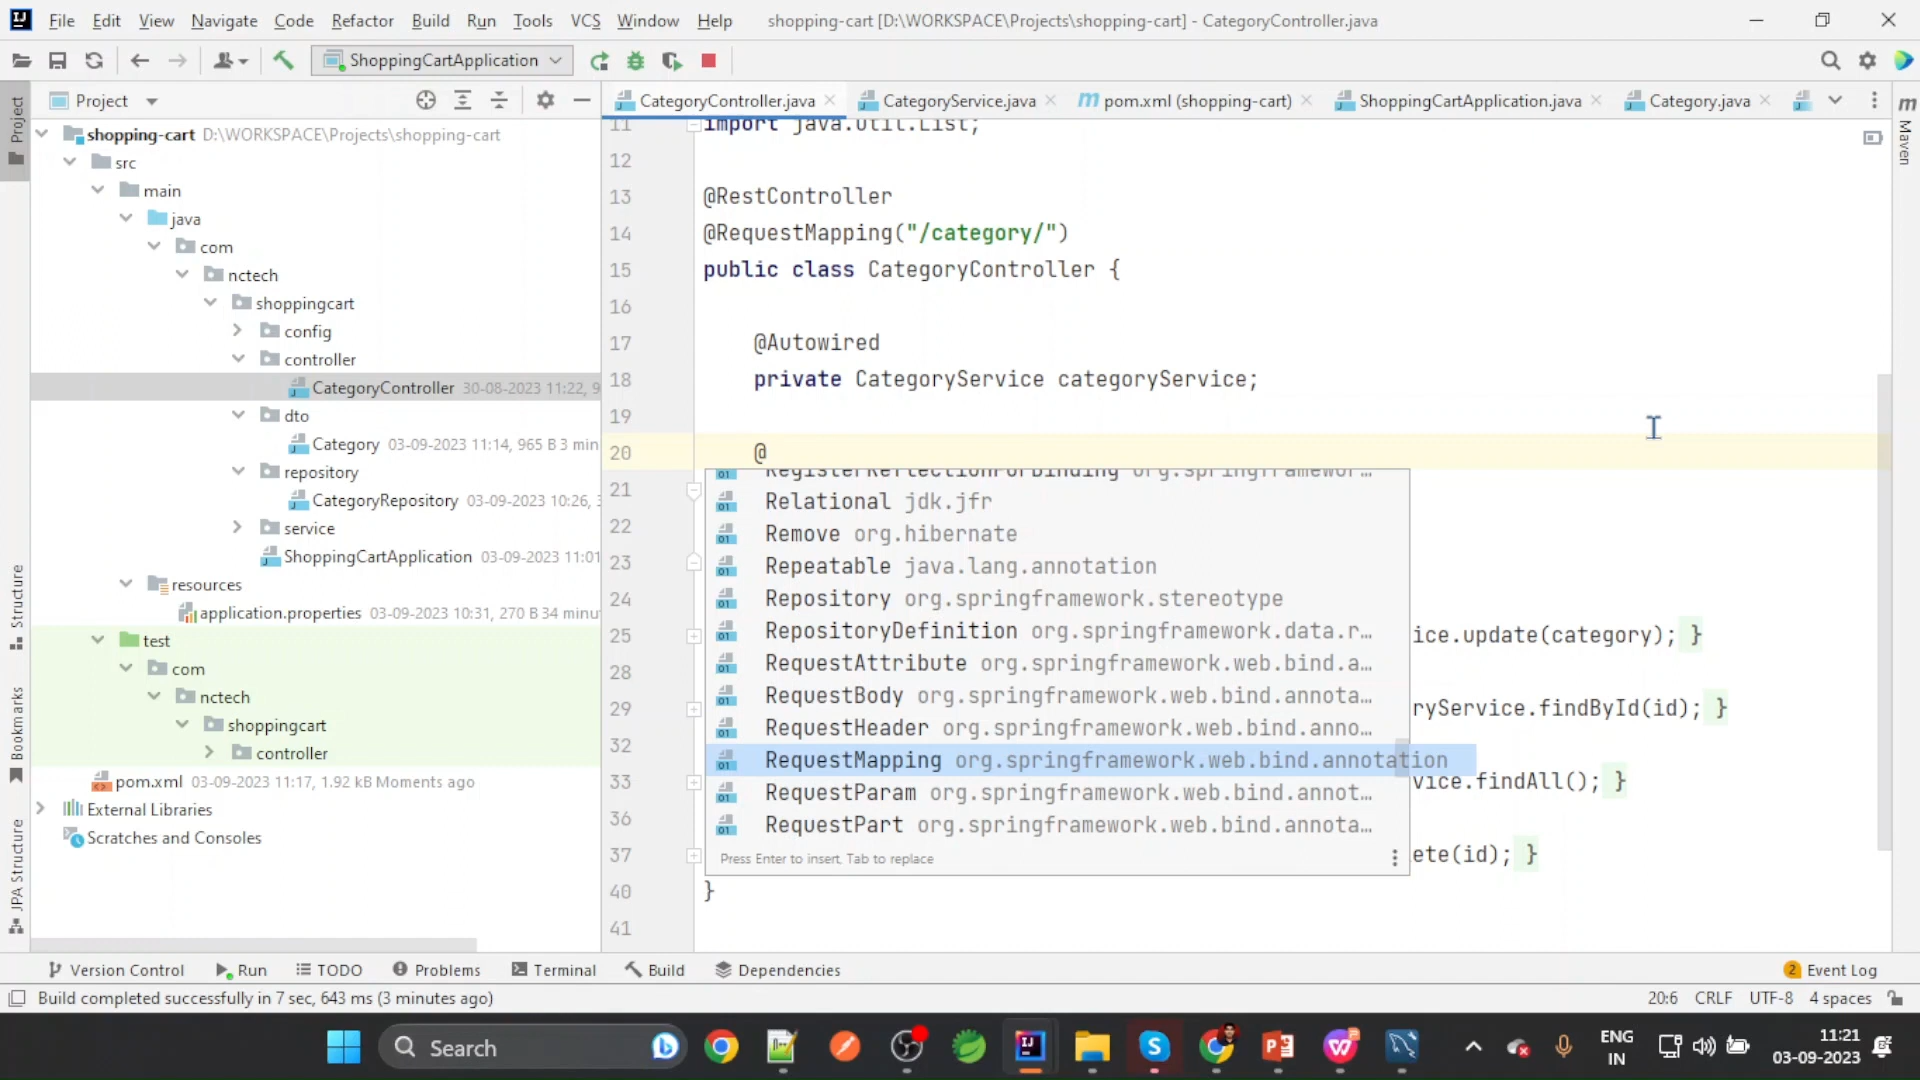 File Edit View Navigate Code Refactor Build Run Tools VCS Window Help shopping-cart [D:\WORKSPACE\Projects\shopping-cart] - CategoryController.java
ShoppingCartApplication
Project
CategoryController.java CategoryService.java pom.xml (shopping-cart) ShoppingCartApplication.java Category.java
Project
Structure
Bookmarks
JPA Structure
Maven
shopping-cart D:\WORKSPACE\Projects\shopping-cart
src
main
java
com
nctech
shoppingcart
config
controller
CategoryController 30-08-2023 11:22, 9
dto
Category 03-09-2023 11:14, 965 B 3 min
repository
CategoryRepository 03-09-2023 10:26,
service
ShoppingCartApplication 03-09-2023 11:01
resources
application.properties 03-09-2023 10:31, 270 B 34 minu
test
com
nctech
shoppingcart
controller
pom.xml 03-09-2023 11:17, 1.92 kB Moments ago
External Libraries
Scratches and Consoles
11 import java.util.List;
12
13 @RestController
14 @RequestMapping("/category/")
15 public class CategoryController {
16
17 @Autowired
18 private CategoryService categoryService;
19
20 @
21
22
23
24
25 ice.update(category); }
28
29 ryService.findById(id); }
32
33 vice.findAll(); }
36
37 ete(id); }
40 }
41
RegisterReflectionForBinding org.springframewor…
Relational jdk.jfr
Remove org.hibernate
Repeatable java.lang.annotation
Repository org.springframework.stereotype
RepositoryDefinition org.springframework.data.r…
RequestAttribute org.springframework.web.bind.a…
RequestBody org.springframework.web.bind.annota…
RequestHeader org.springframework.web.bind.anno…
RequestMapping org.springframework.web.bind.annotation
RequestParam org.springframework.web.bind.annot…
RequestPart org.springframework.web.bind.annota…
Press Enter to insert, Tab to replace
Version Control Run TODO Problems Terminal Build Dependencies 2 Event Log
Build completed successfully in 7 sec, 643 ms (3 minutes ago) 20:6 CRLF UTF-8 4 spaces
Search
ENG
IN
11:21
03-09-2023